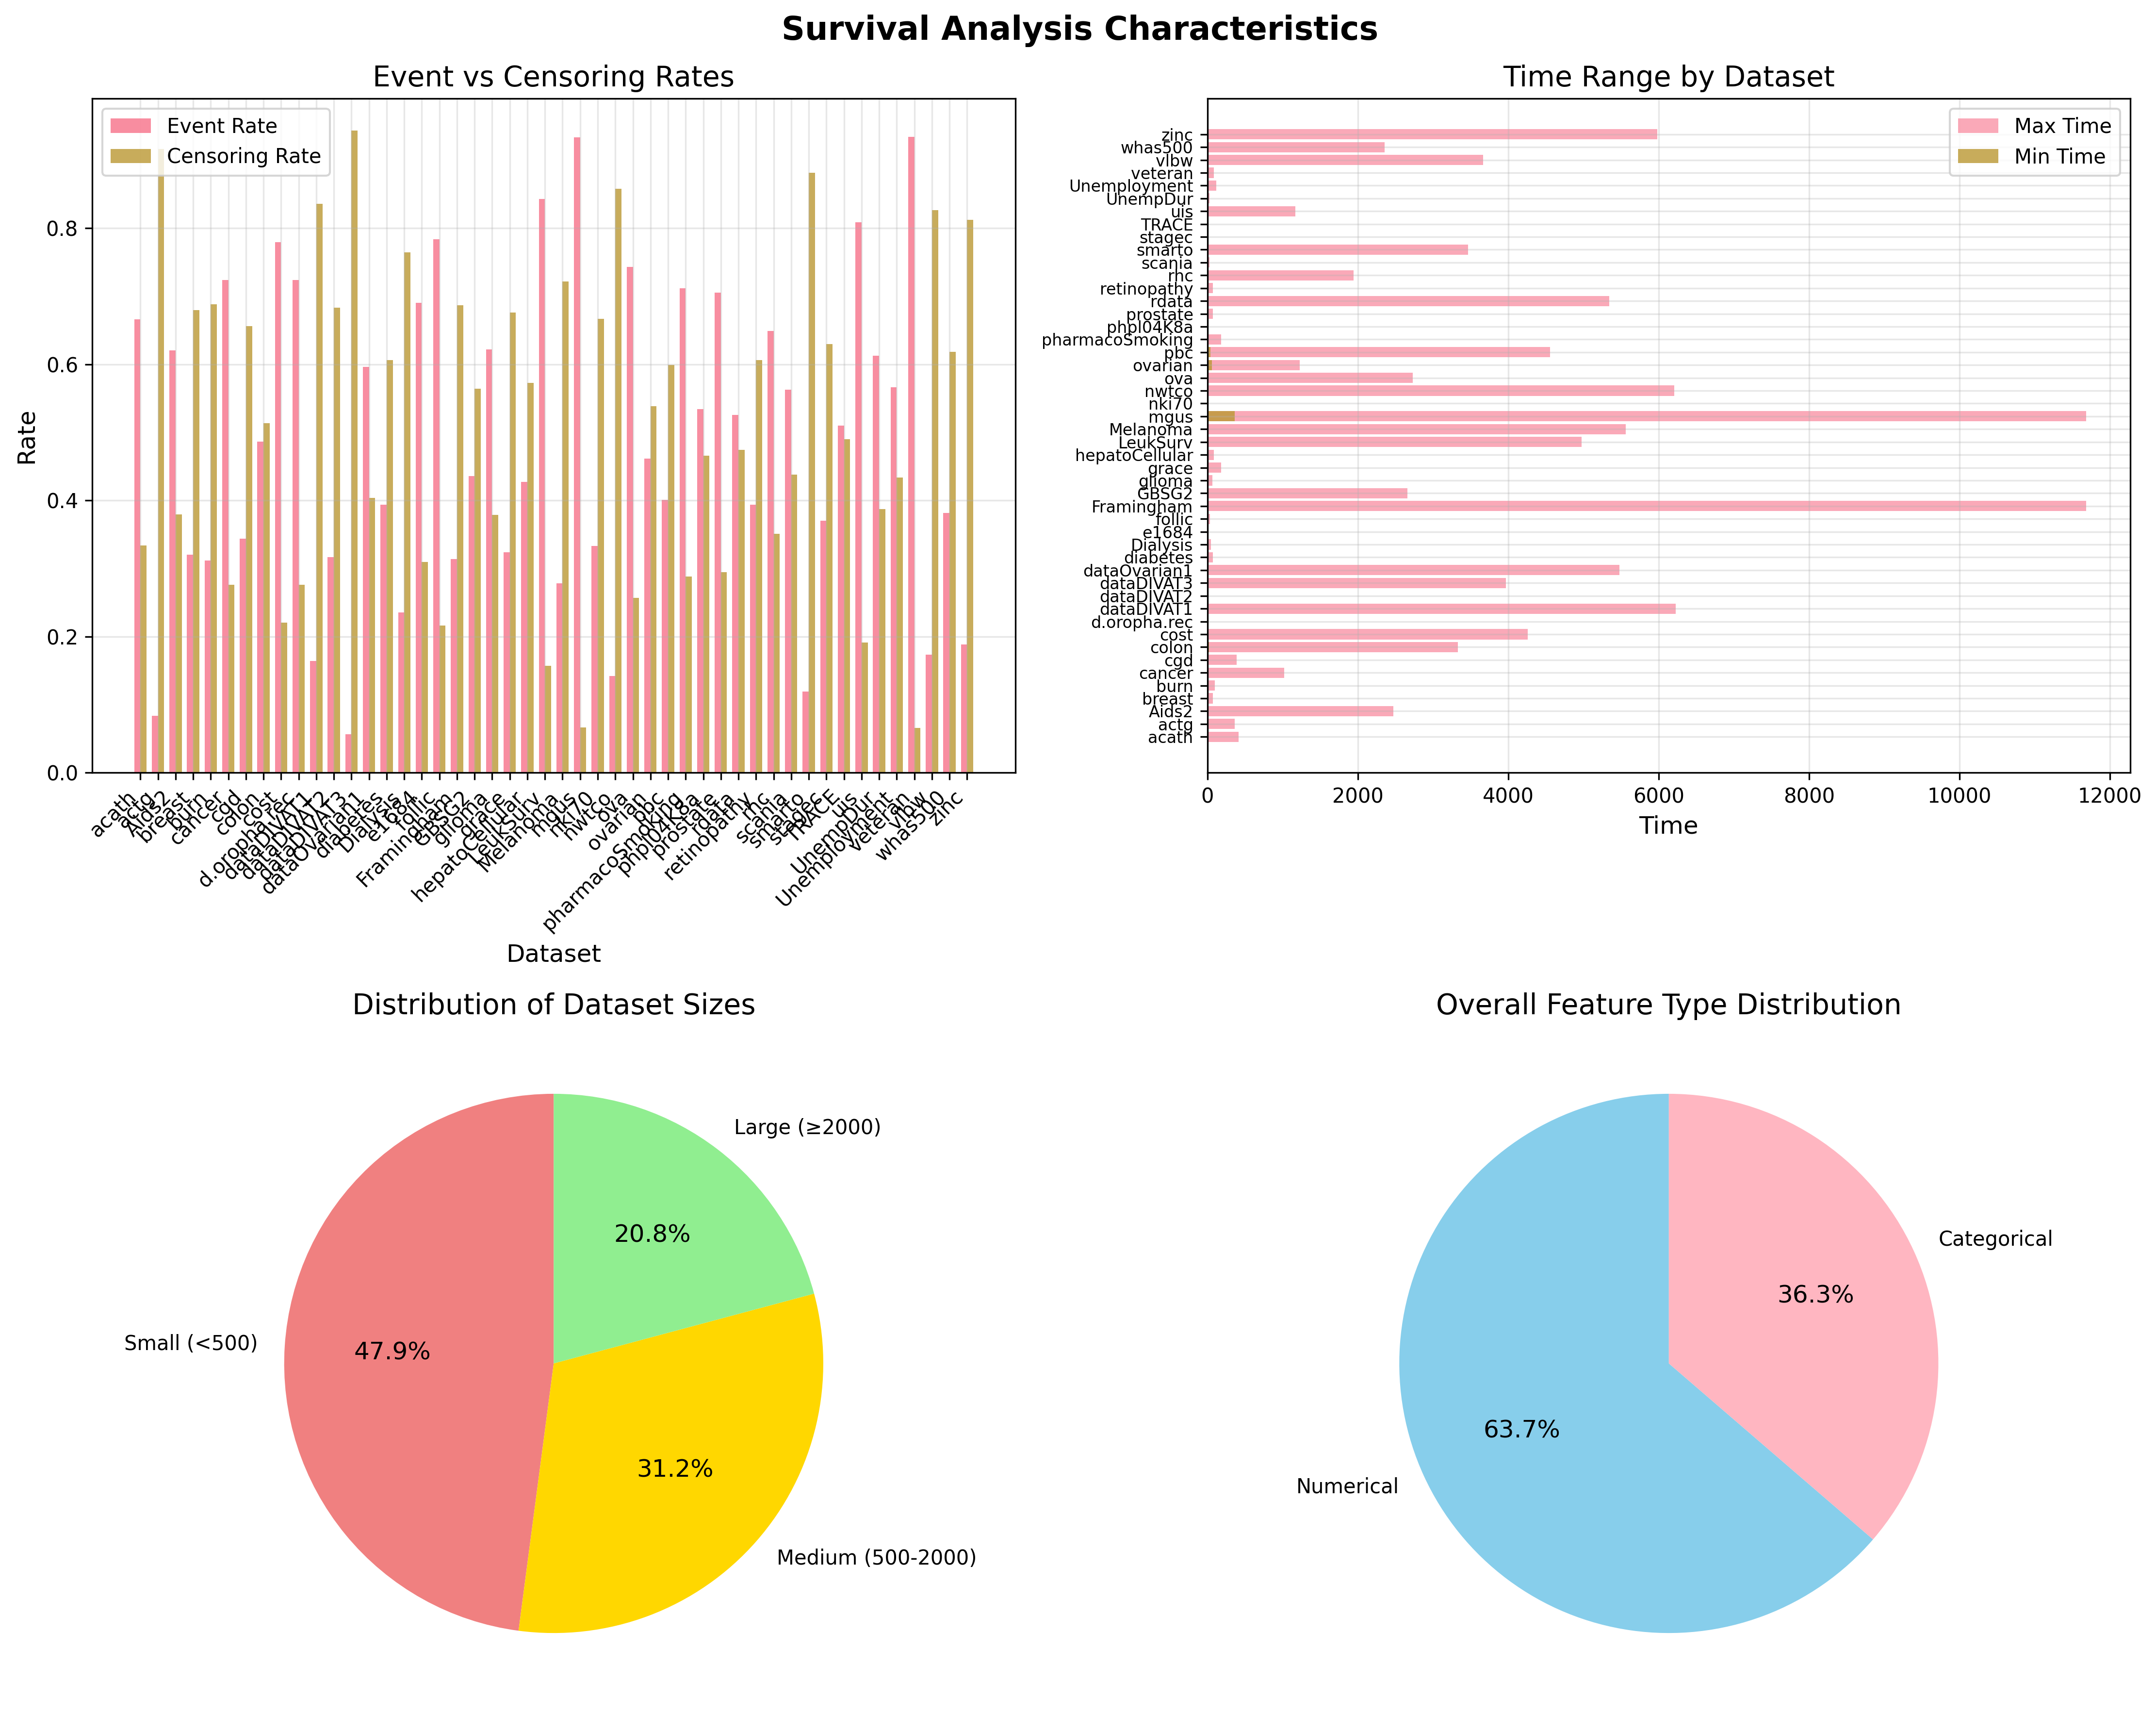 Survival Analysis Characteristics
Event vs Censoring Rates
Event Rate
Censoring Rate
Rate
0.8
0.6
0.4
0.2
0.0
acath
actg
Aids2
breast
burn
cancer
cgd
colon
cost
d.oropha.rec
dataDIVAT1
dataDIVAT2
dataDIVAT3
dataOvarian1
diabetes
Dialysis
e1684
follic
Framingham
GBSG2
glioma
grace
hepatoCellular
LeukSurv
Melanoma
mgus
nki70
nwtco
ova
ovarian
pbc
pharmacoSmoking
phpl04K8a
prostate
rdata
retinopathy
rhc
scania
smarto
stagec
TRACE
uis
UnempDur
Unemployment
veteran
vlbw
whas500
zinc
Dataset
Time Range by Dataset
Max Time
Min Time
zinc
whas500
vlbw
veteran
Unemployment
UnempDur
uis
TRACE
stagec
smarto
scania
rhc
retinopathy
rdata
prostate
phpl04K8a
pharmacoSmoking
pbc
ovarian
ova
nwtco
nki70
mgus
Melanoma
LeukSurv
hepatoCellular
grace
glioma
GBSG2
Framingham
follic
e1684
Dialysis
diabetes
dataOvarian1
dataDIVAT3
dataDIVAT2
dataDIVAT1
d.oropha.rec
cost
colon
cgd
cancer
burn
breast
Aids2
actg
acath
0 2000 4000 6000 8000 10000 12000
Time
Distribution of Dataset Sizes
Large (≥2000)
20.8%
Small (<500)
47.9%
31.2%
Medium (500-2000)
Overall Feature Type Distribution
Categorical
36.3%
63.7%
Numerical